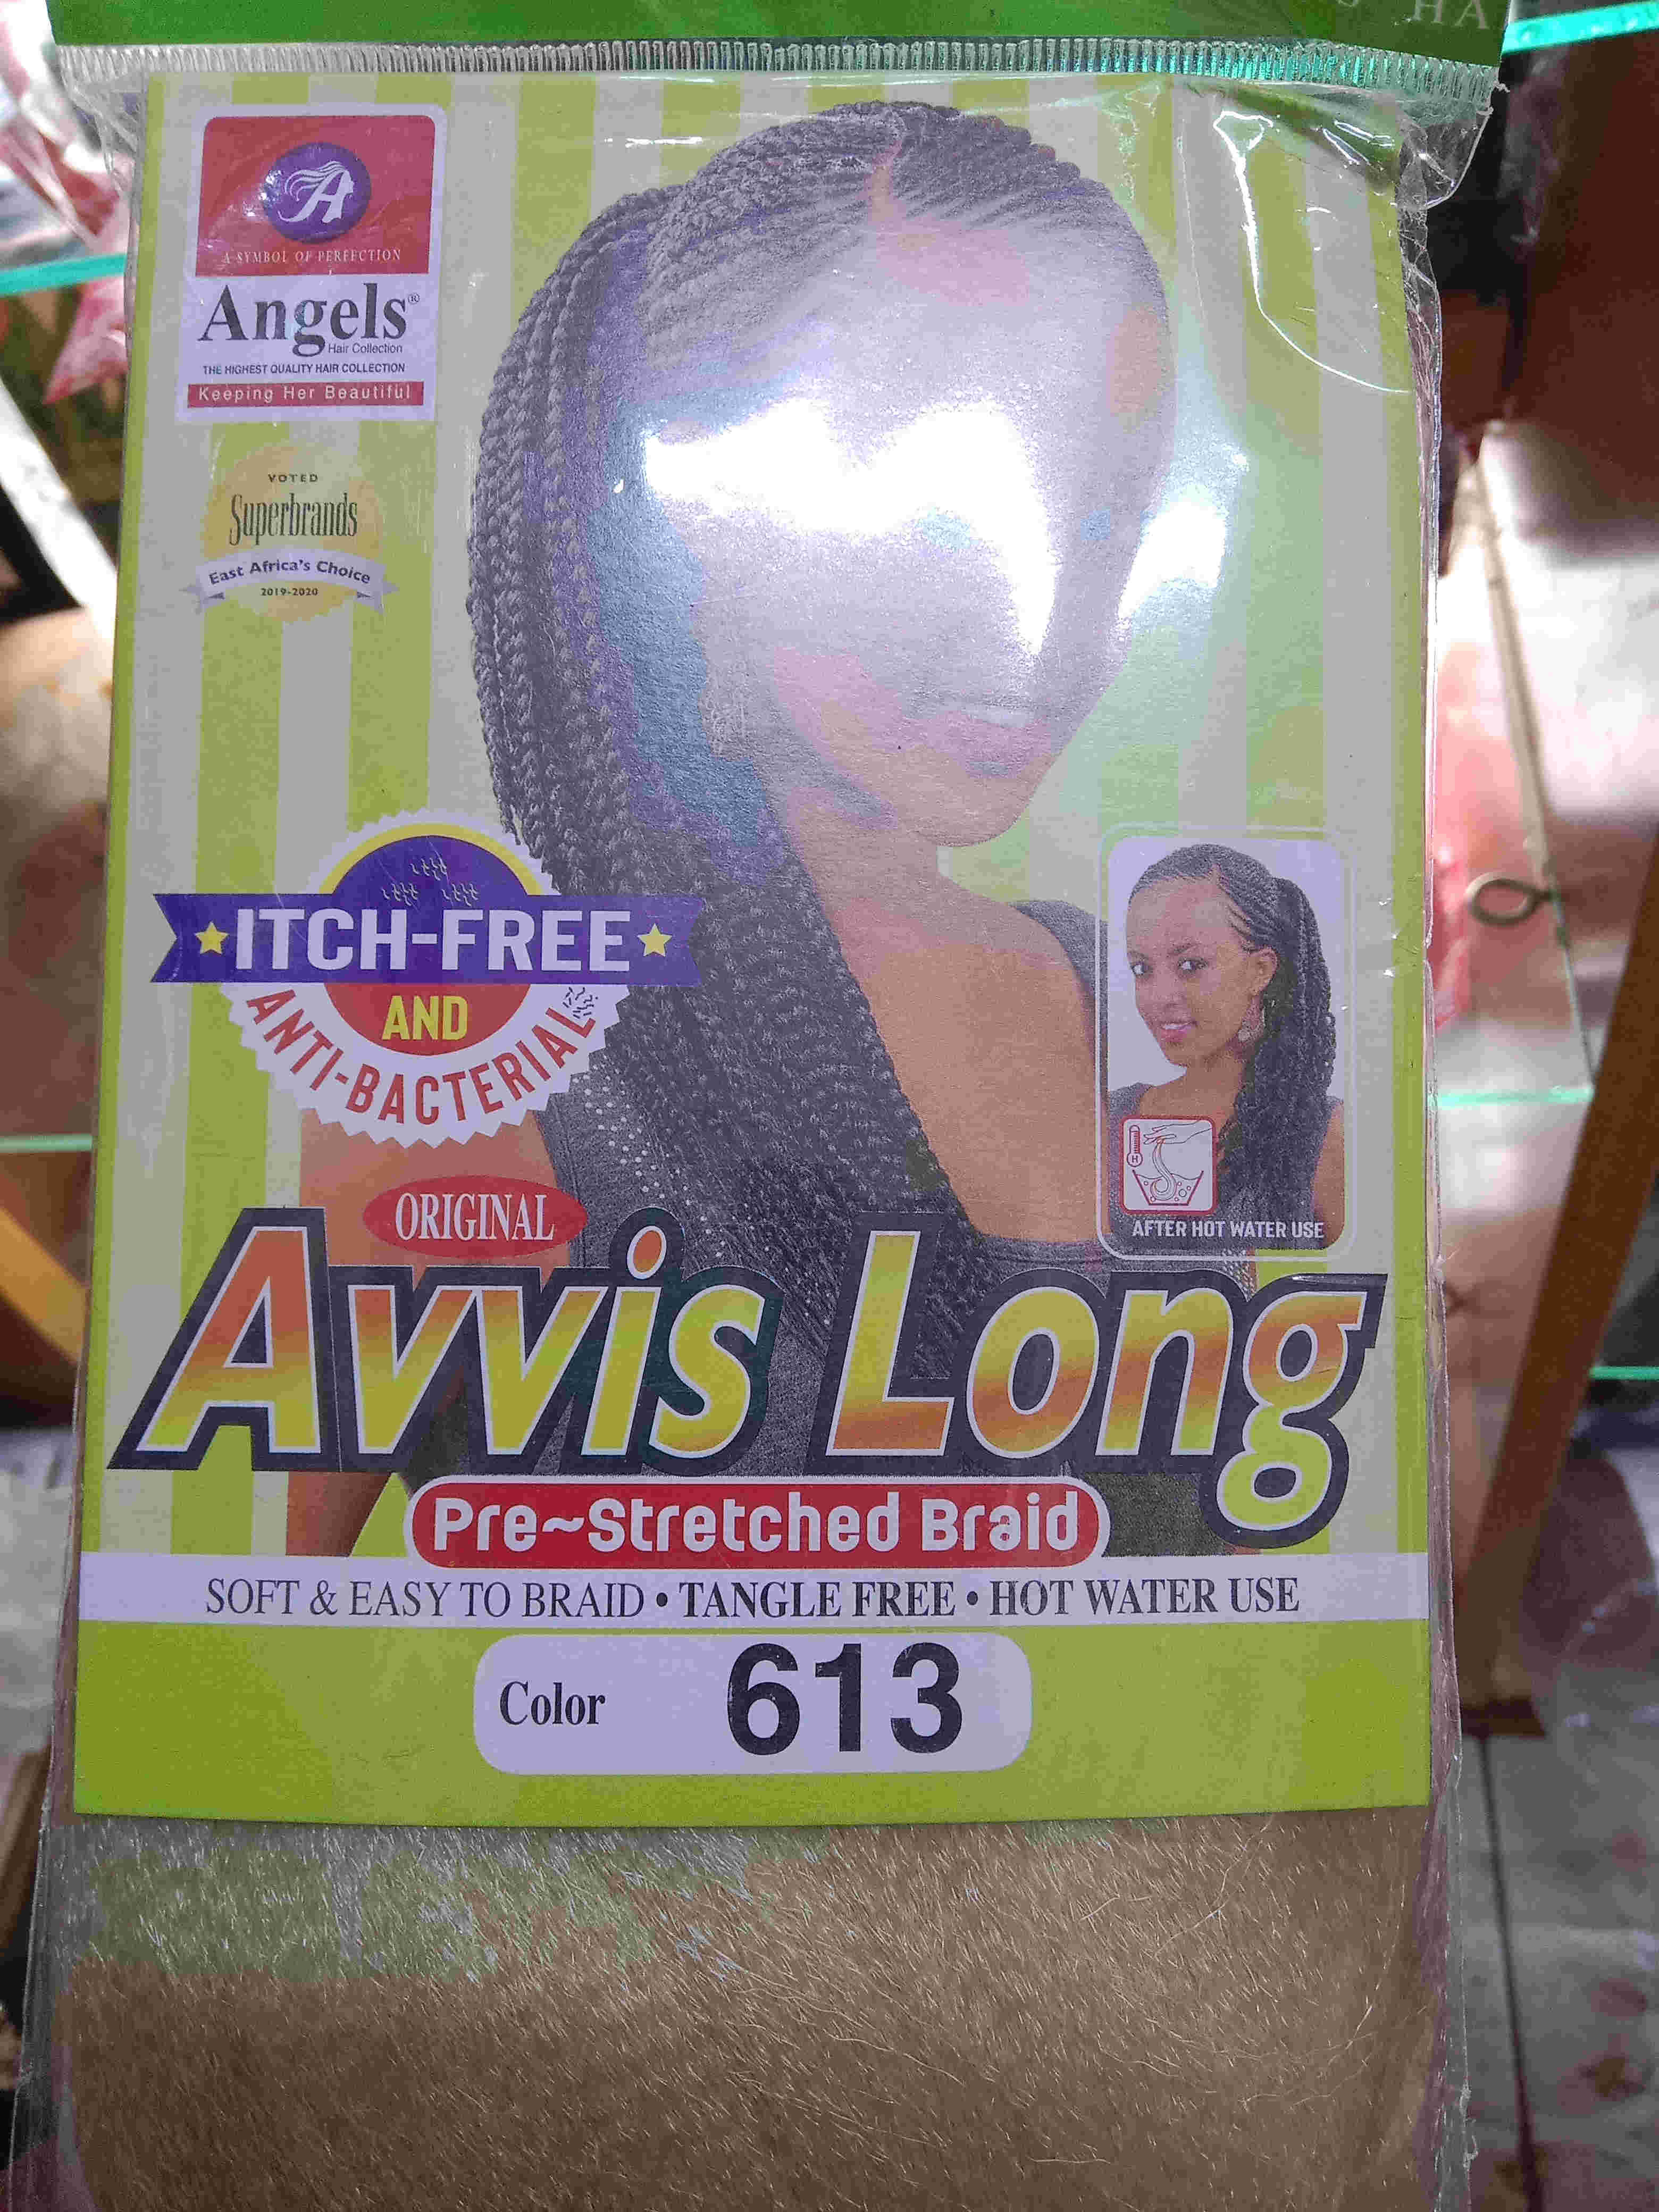 HA
A
A SYMBOL OF PERFECTION
Angels®
Hair Collection
THE HIGHEST QUALITY HAIR COLLECTION
Keeping Her Beautiful
VOTED
Superbrands
East Africa's Choice
2019-2020
ITCH-FREE
AND
ANTI-BACTERIAL
H
AFTER HOT WATER USE
ORIGINAL
Avvis Long
Pre~Stretched Braid
SOFT & EASY TO BRAID • TANGLE FREE • HOT WATER USE
Color 613